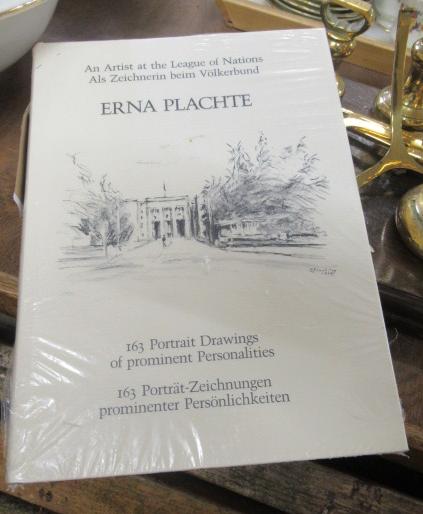 An Artist at the League of Nations
Als Zeichnerin beim Völkerbund
ERNA PLACHTE
163 Portrait Drawings
of prominent Personalities
163 Porträt-Zeichnungen
prominenter Persönlichkeiten